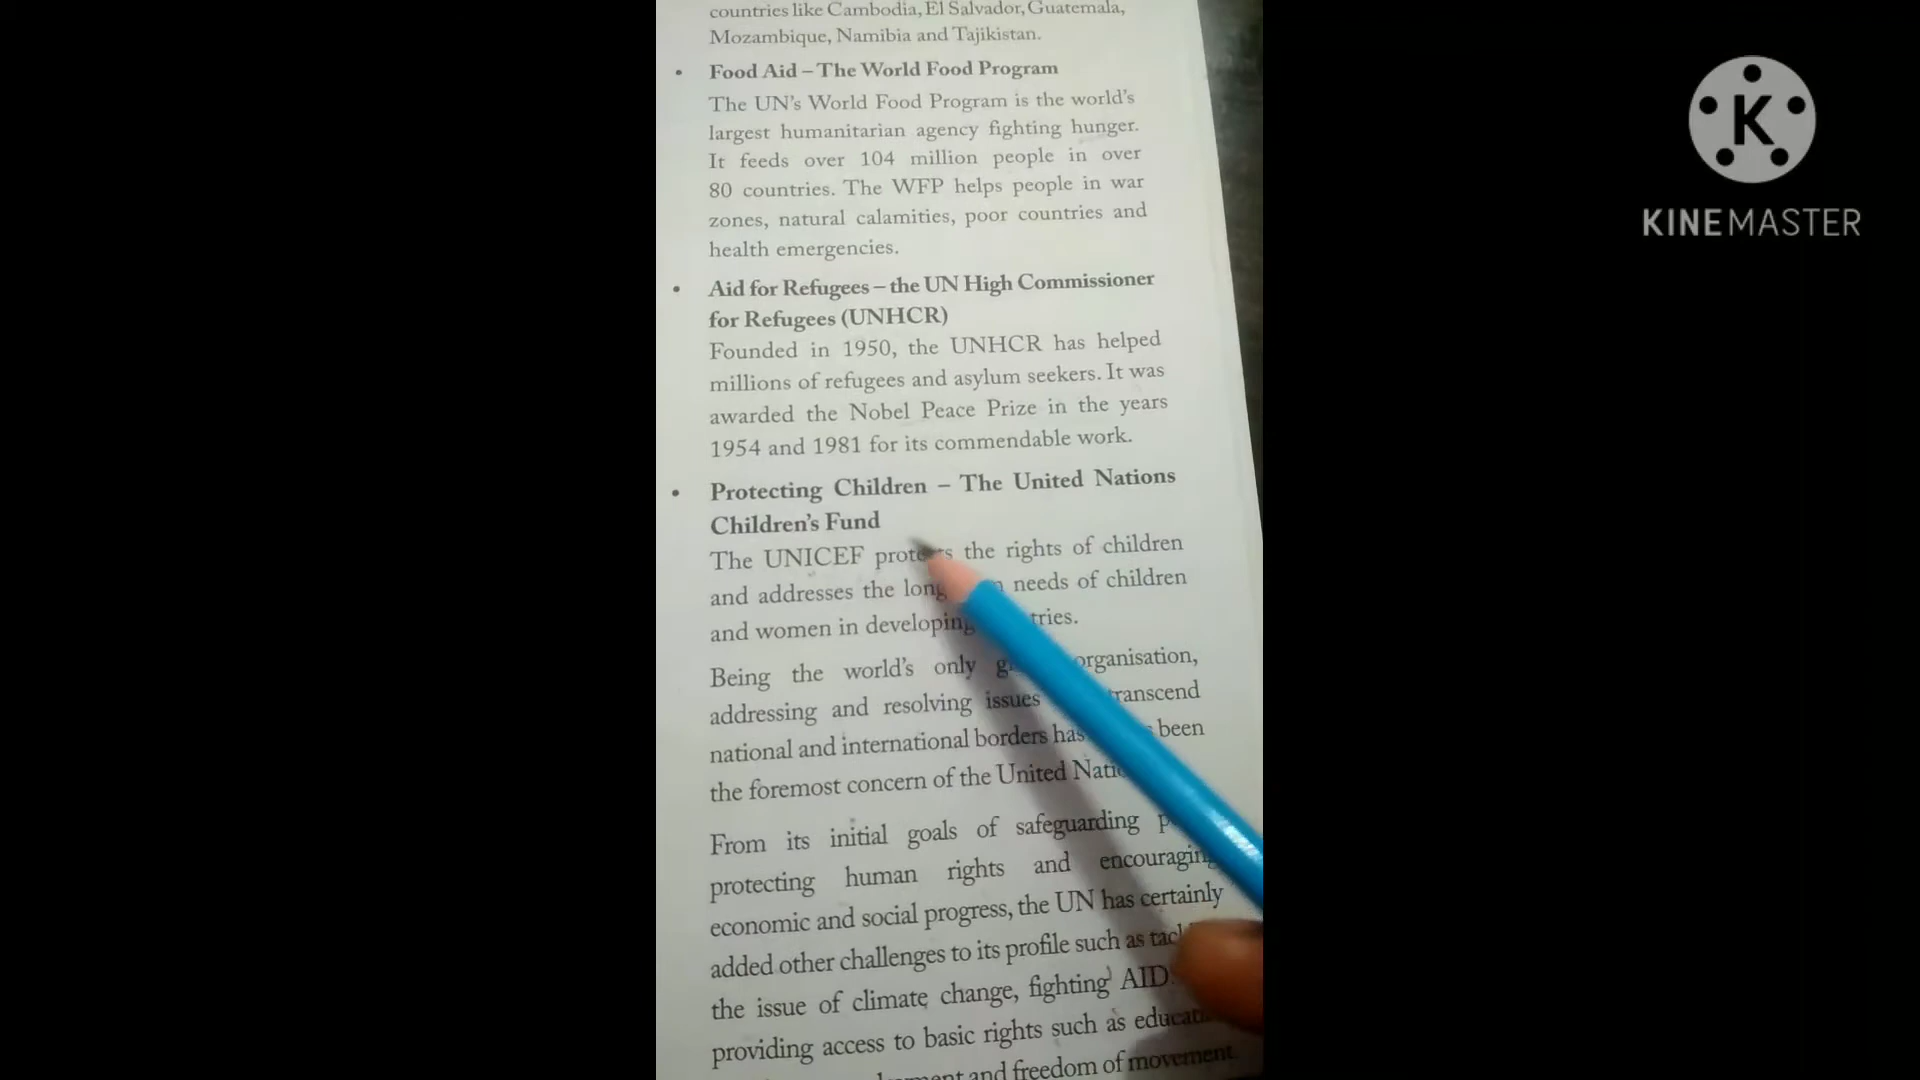 countries like Cambodia, El Salvador, Guatemala,
Mozambique, Namibia and Tajikistan.
• Food Aid – The World Food Program
The UN's World Food Program is the world's
largest humanitarian agency fighting hunger.
It feeds over 104 million people in over
80 countries. The WFP helps people in war
zones, natural calamities, poor countries and
health emergencies.
• Aid for Refugees – the UN High Commissioner
for Refugees (UNHCR)
Founded in 1950, the UNHCR has helped
millions of refugees and asylum seekers. It was
awarded the Nobel Peace Prize in the years
1954 and 1981 for its commendable work.
• Protecting Children – The United Nations
Children's Fund
The UNICEF protects the rights of children
and addresses the long needs of children
and women in developing tries.
Being the world's only organisation,
addressing and resolving issues transcend
national and international borders has been
the foremost concern of the United
From its initial goals of safeguarding
protecting human rights and encouraging
economic and social progress, the UN has certainly
added other challenges to its profile such as
the issue of climate change, fighting AID
providing access to basic rights such as
and freedom of movement.
KINEMASTER